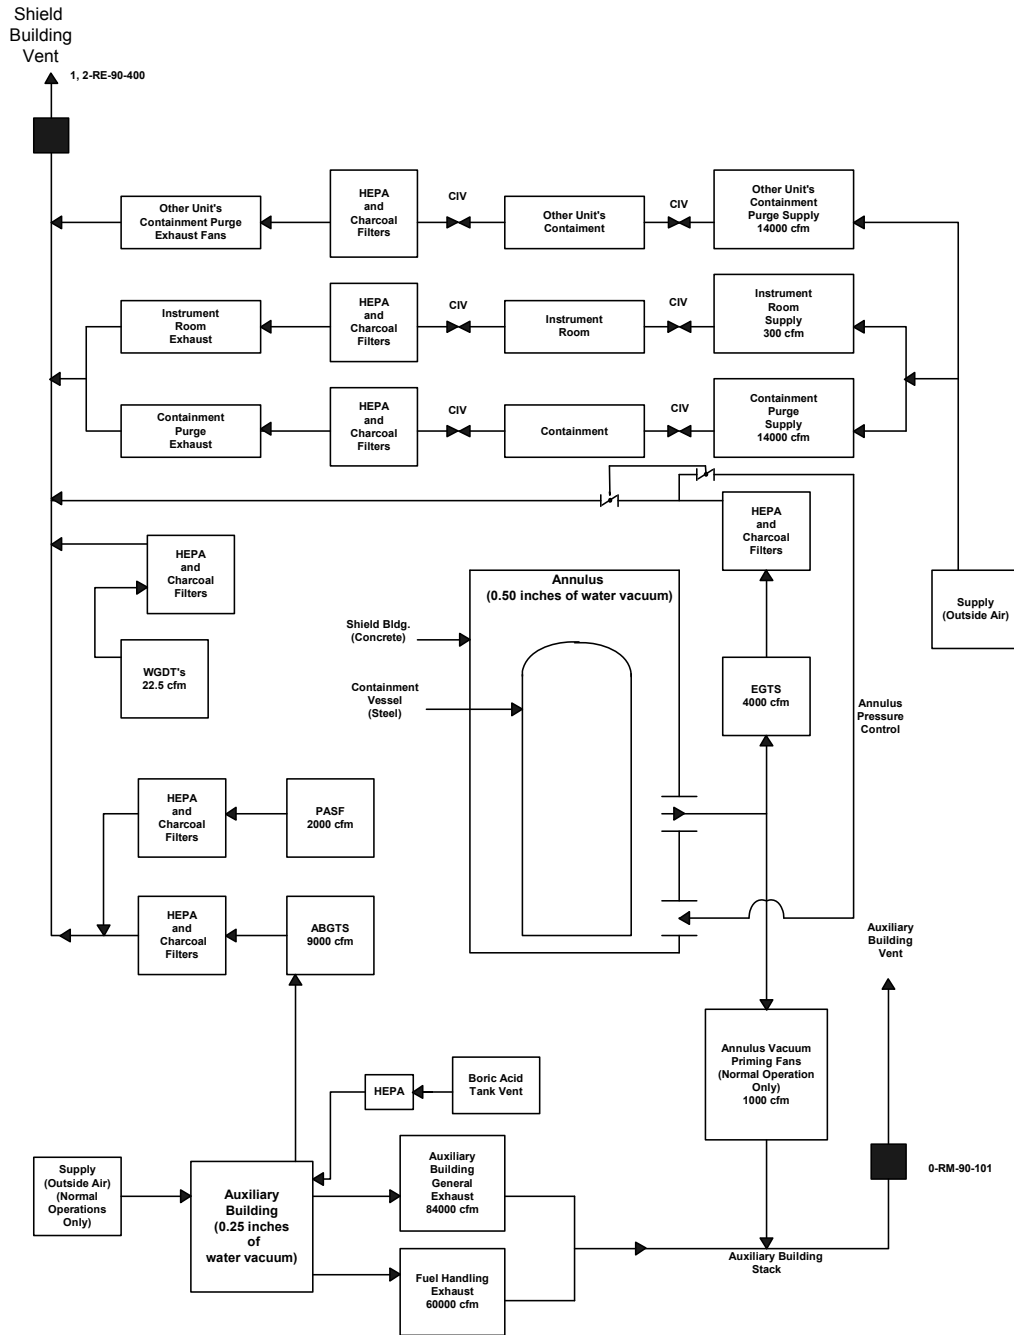 Shield
Building
Vent
1, 2-RE-90-400
Other Unit's
Containment Purge
Exhaust Fans
HEPA
and
Charcoal
Filters
CIV
Other Unit's
Contaiment
CIV
Other Unit's
Containment
Purge Supply
14000 cfm
Instrument
Room
Exhaust
HEPA
and
Charcoal
Filters
CIV
Instrument
Room
CIV
Instrument
Room
Supply
300 cfm
Containment
Purge
Exhaust
HEPA
and
Charcoal
Filters
CIV
Containment
CIV
Containment
Purge
Supply
14000 cfm
HEPA
and
Charcoal
Filters
HEPA
and
Charcoal
Filters
Annulus
(0.50 inches of water vacuum)
Supply
(Outside Air)
Shield Bldg.
(Concrete)
WGDT's
22.5 cfm
Containment
Vessel
(Steel)
EGTS
4000 cfm
Annulus
Pressure
Control
HEPA
and
Charcoal
Filters
PASF
2000 cfm
HEPA
and
Charcoal
Filters
ABGTS
9000 cfm
Auxiliary
Building
Vent
Annulus Vacuum
Priming Fans
(Normal Operation
Only)
1000 cfm
HEPA
Boric Acid
Tank Vent
Supply
(Outside Air)
(Normal
Operations
Only)
Auxiliary
Building
(0.25 inches
of
water vacuum)
Auxiliary
Building
General
Exhaust
84000 cfm
0-RM-90-101
Auxiliary Building
Stack
Fuel Handling
Exhaust
60000 cfm